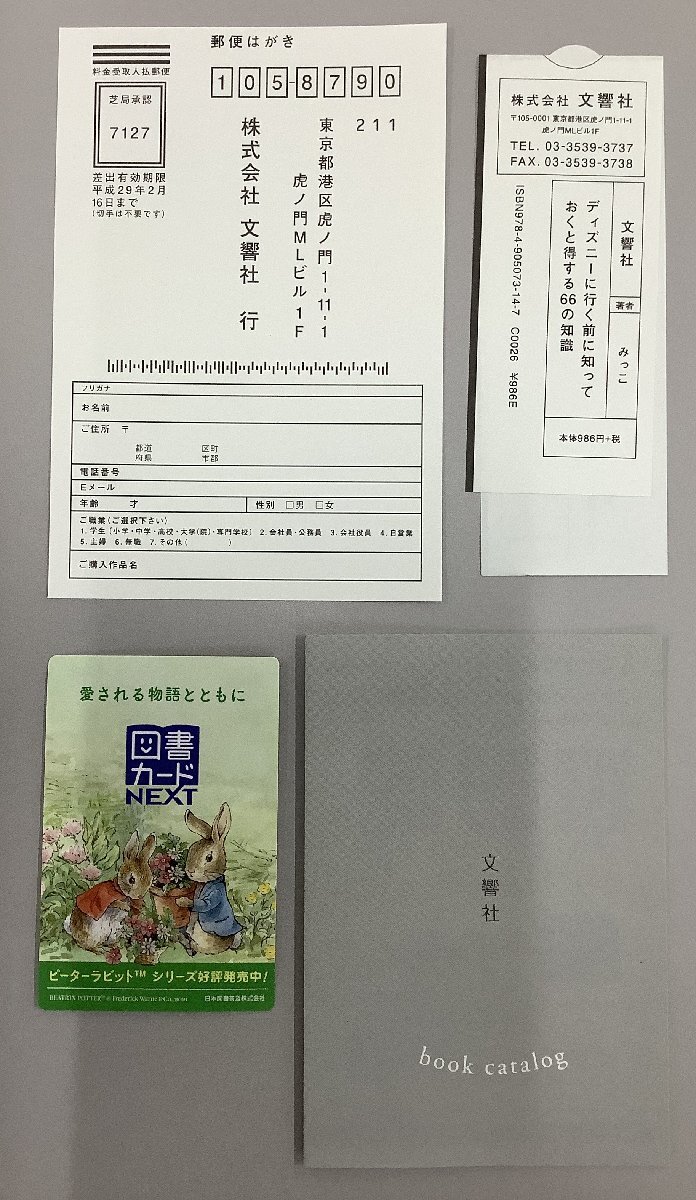 郵便はがき
料金受取人払郵便
芝局承認
7127
差出有効期限
平成29年2月
16日まで
(切手は不要です)
105-8790
211
東京都港区虎ノ門1-11-1
虎ノ門MLビル1F
株式会社 文響社 行
フリガナ
お名前
ご住所 〒
都道 区町
府県 市郡
電話番号
Eメール
年齢 才
性別 □男 □女
ご職業(ご選択下さい)
1.学生[小学・中学・高校・大学(院)・専門学校] 2.会社員・公務員 3.会社役員 4.自営業
5.主婦 6.無職 7.その他( )
ご購入作品名
株式会社 文響社
〒105-0001 東京都港区虎ノ門1-11-1
虎ノ門MLビル1F
TEL. 03-3539-3737
FAX. 03-3539-3738
文響社
著者
みっこ
ディズニーに行く前に知って
おくと得する66の知識
本体986円+税
ISBN978-4-905073-14-7 C0026 ¥986E
愛される物語とともに
図書
カード
NEXT
ピーターラビット™ シリーズ好評発売中!
BEATRIX POTTER™ © Frederick Warne & Co.
日本図書普及株式会社
文響社
book catalog